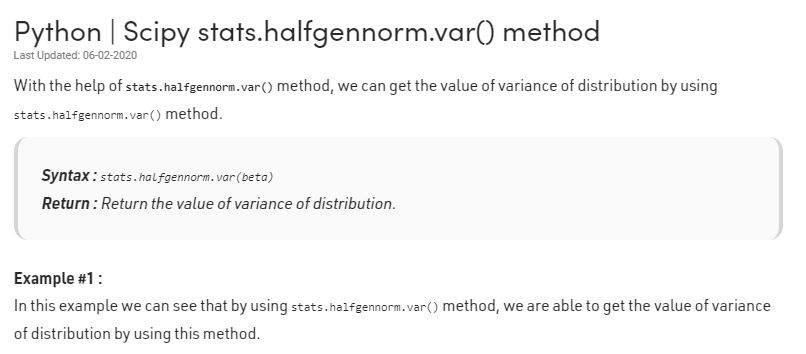 Python | Scipy stats.halfgennorm.var() method
Last Updated: 06-02-2020
With the help of stats.halfgennorm.var() method, we can get the value of variance of distribution by using
stats.halfgennorm.var() method.
Syntax : stats.halfgennorm.var(beta)
Return : Return the value of variance of distribution.
Example #1 :
In this example we can see that by using stats.halfgennorm.var() method, we are able to get the value of variance
of distribution by using this method.